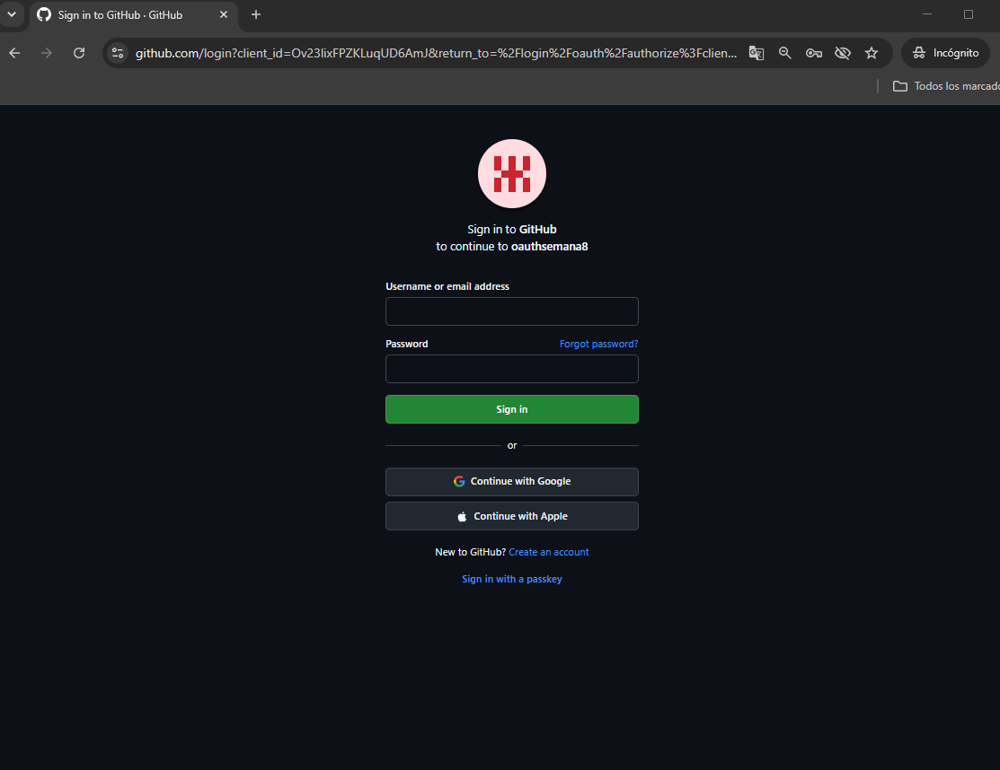 Sign in to GitHub · GitHub
github.com/login?client_id=Ov23lixFPZKLuqUD6AmJ&return_to=%2Flogin%2Foauth%2Fauthorize%3Fclien...
Incógnito
Todos los marcado
Sign in to GitHub
to continue to oauthsemana8
Username or email address
Password Forgot password?
Sign in
or
Continue with Google
Continue with Apple
New to GitHub? Create an account
Sign in with a passkey